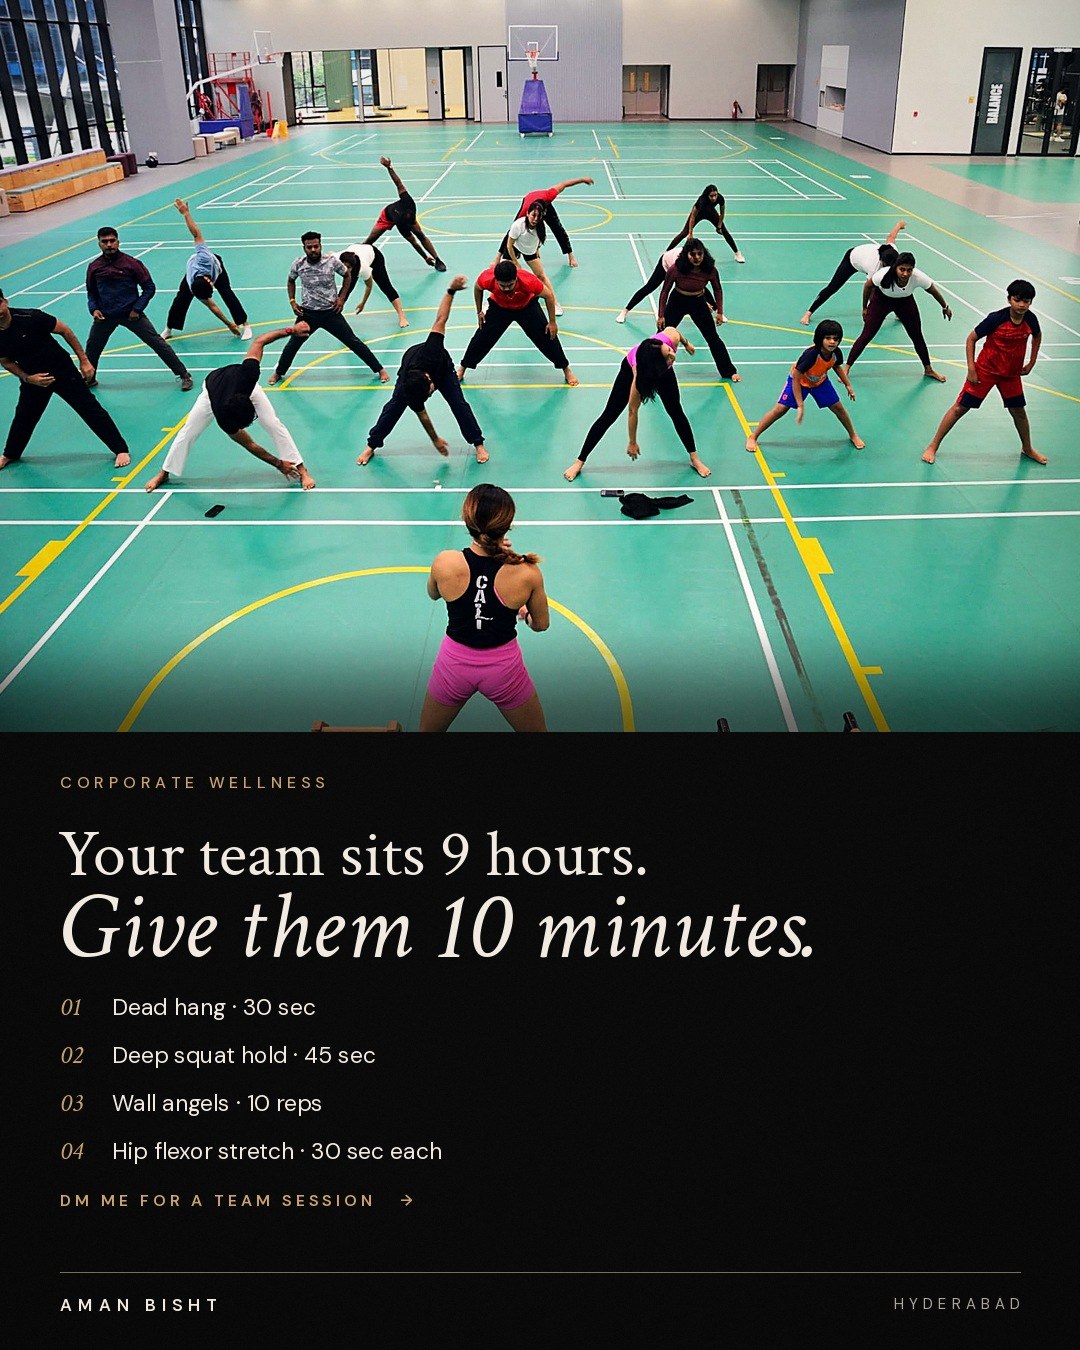 BALANCE
CALI
CORPORATE WELLNESS
Your team sits 9 hours.
Give them 10 minutes.
01 Dead hang · 30 sec
02 Deep squat hold · 45 sec
03 Wall angels · 10 reps
04 Hip flexor stretch · 30 sec each
DM ME FOR A TEAM SESSION →
AMAN BISHT
HYDERABAD